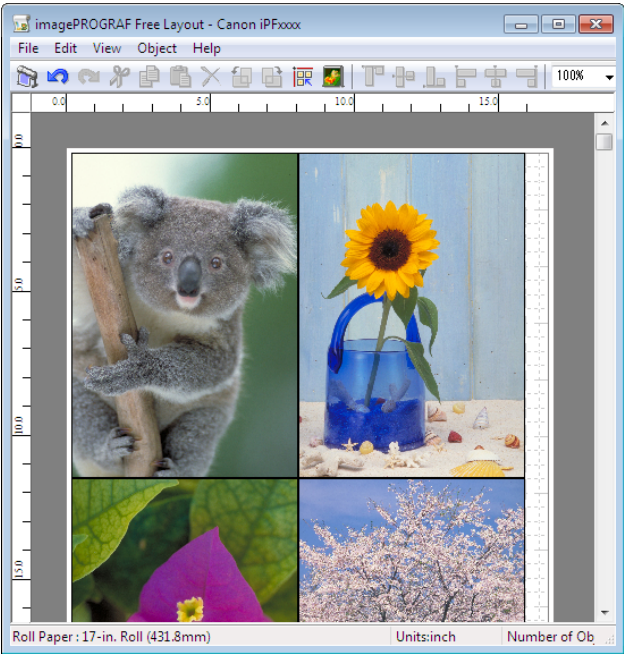 imagePROGRAF Free Layout - Canon iPFxxxx
File Edit View Object Help
100%
0.0 5.0 10.0 15.0
0.0
5.0
10.0
15.0
Roll Paper : 17-in. Roll (431.8mm) Units:inch Number of Ob